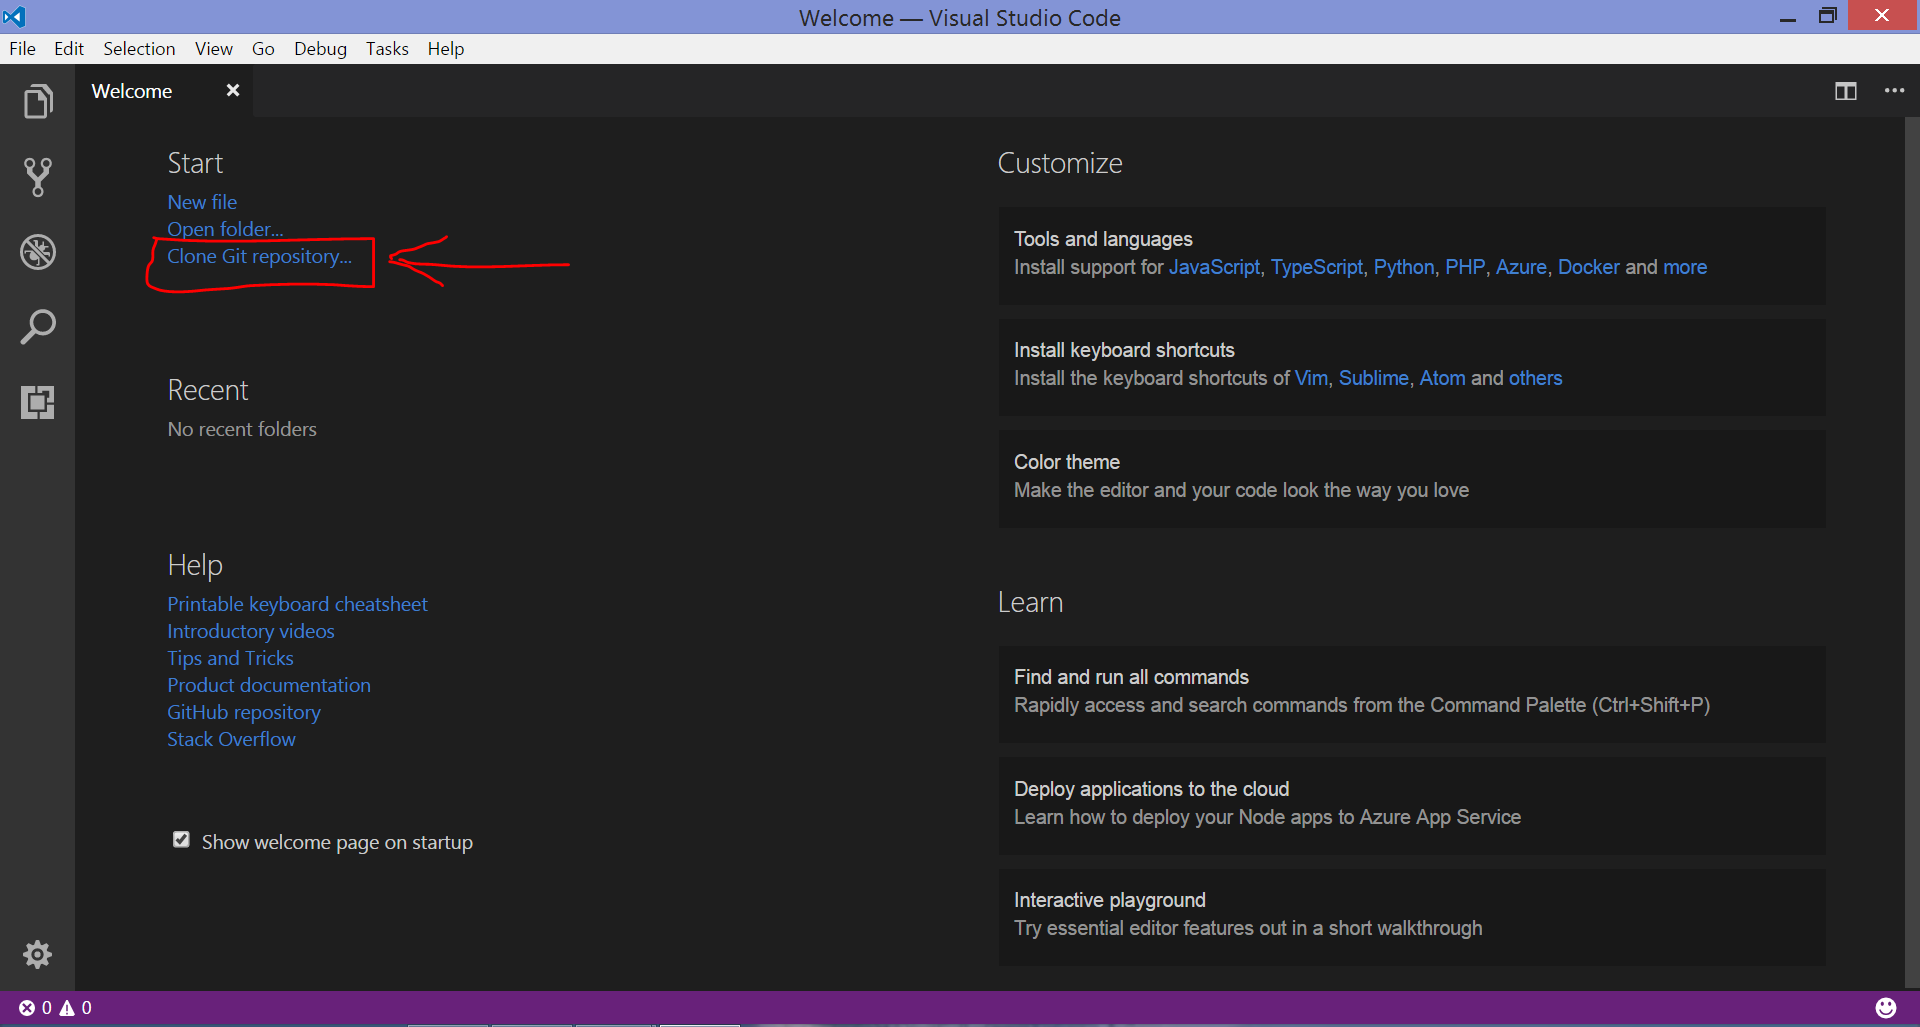 Welcome — Visual Studio Code
File Edit Selection View Go Debug Tasks Help
Welcome
Start
New file
Open folder...
Clone Git repository...
Recent
No recent folders
Help
Printable keyboard cheatsheet
Introductory videos
Tips and Tricks
Product documentation
GitHub repository
Stack Overflow
Show welcome page on startup
Customize
Tools and languages
Install support for JavaScript, TypeScript, Python, PHP, Azure, Docker and more
Install keyboard shortcuts
Install the keyboard shortcuts of Vim, Sublime, Atom and others
Color theme
Make the editor and your code look the way you love
Learn
Find and run all commands
Rapidly access and search commands from the Command Palette (Ctrl+Shift+P)
Deploy applications to the cloud
Learn how to deploy your Node apps to Azure App Service
Interactive playground
Try essential editor features out in a short walkthrough
0 0